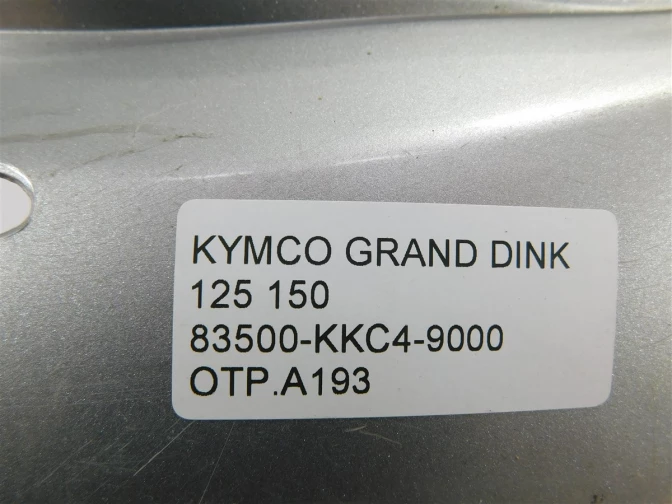 KYMCO GRAND DINK
125 150
83500-KKC4-9000
OTP.A193